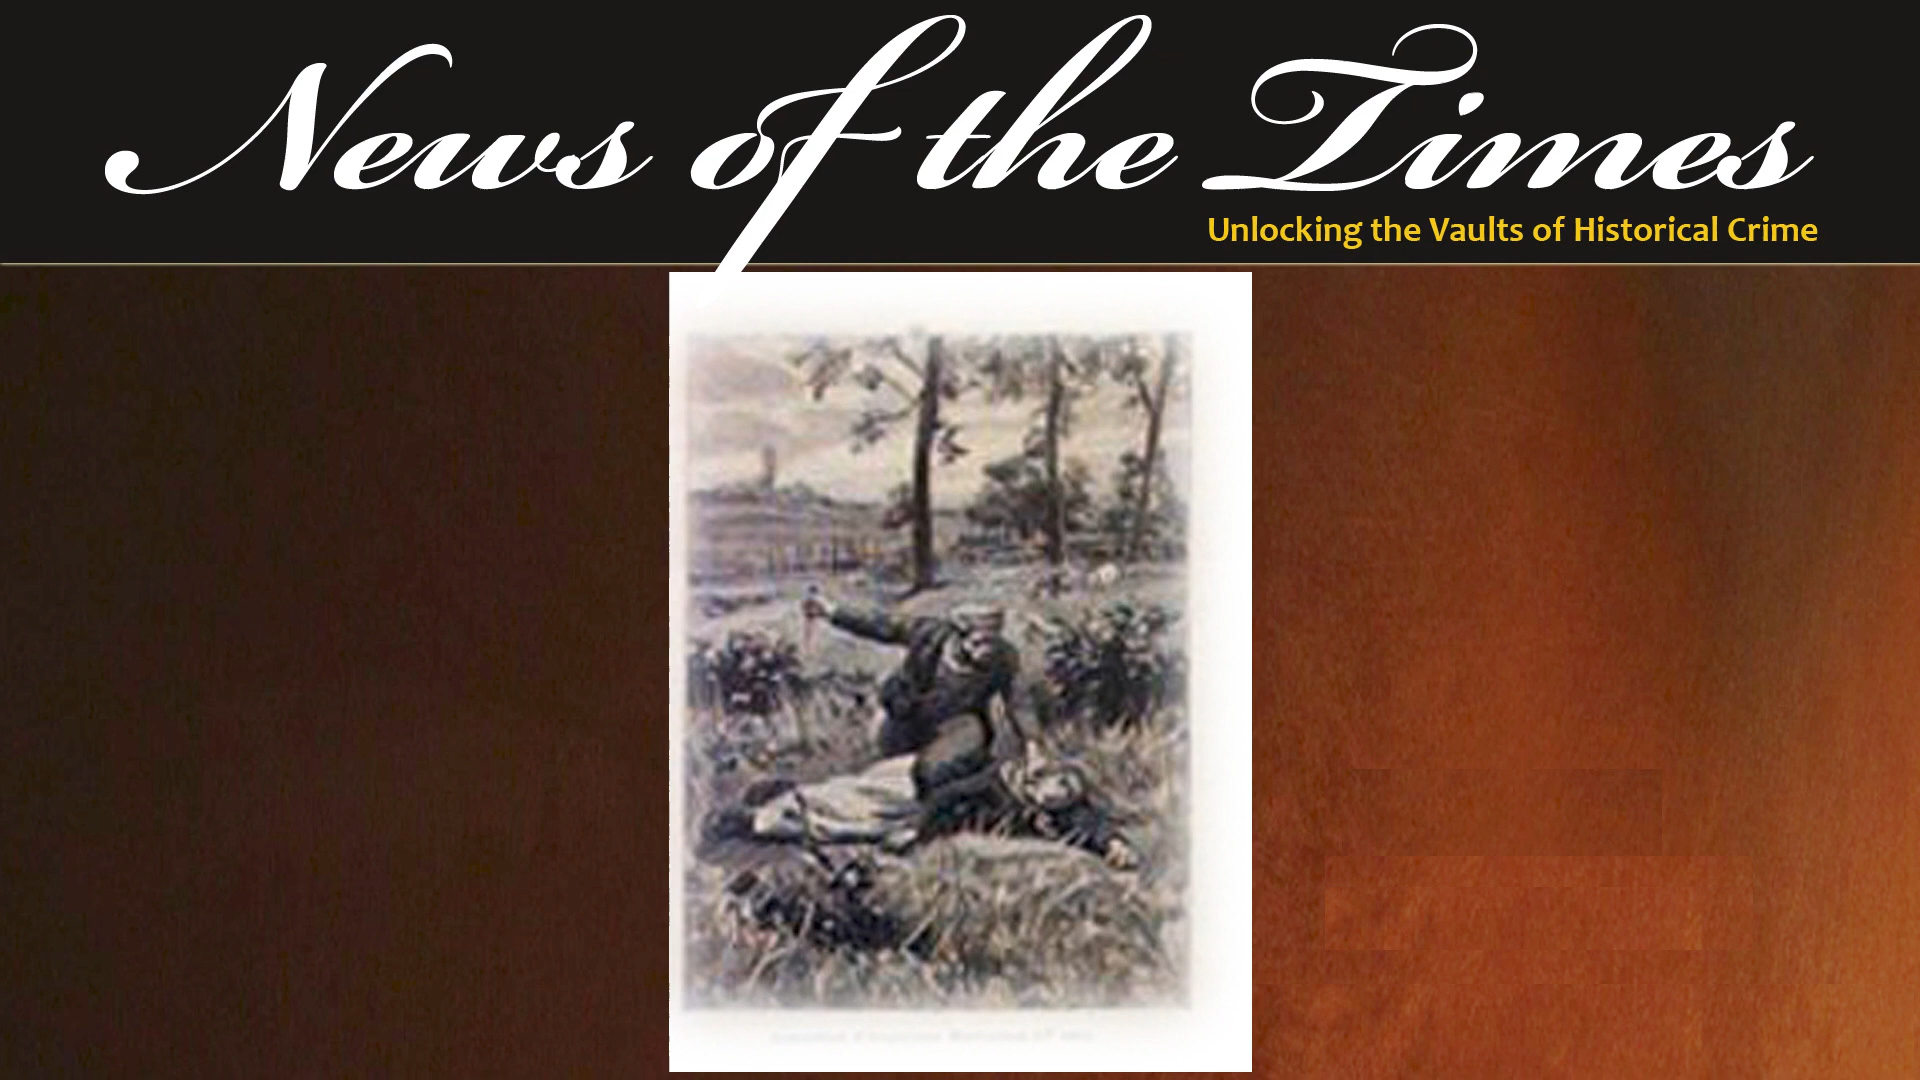 News of the Times
Unlocking the Vaults of Historical Crime